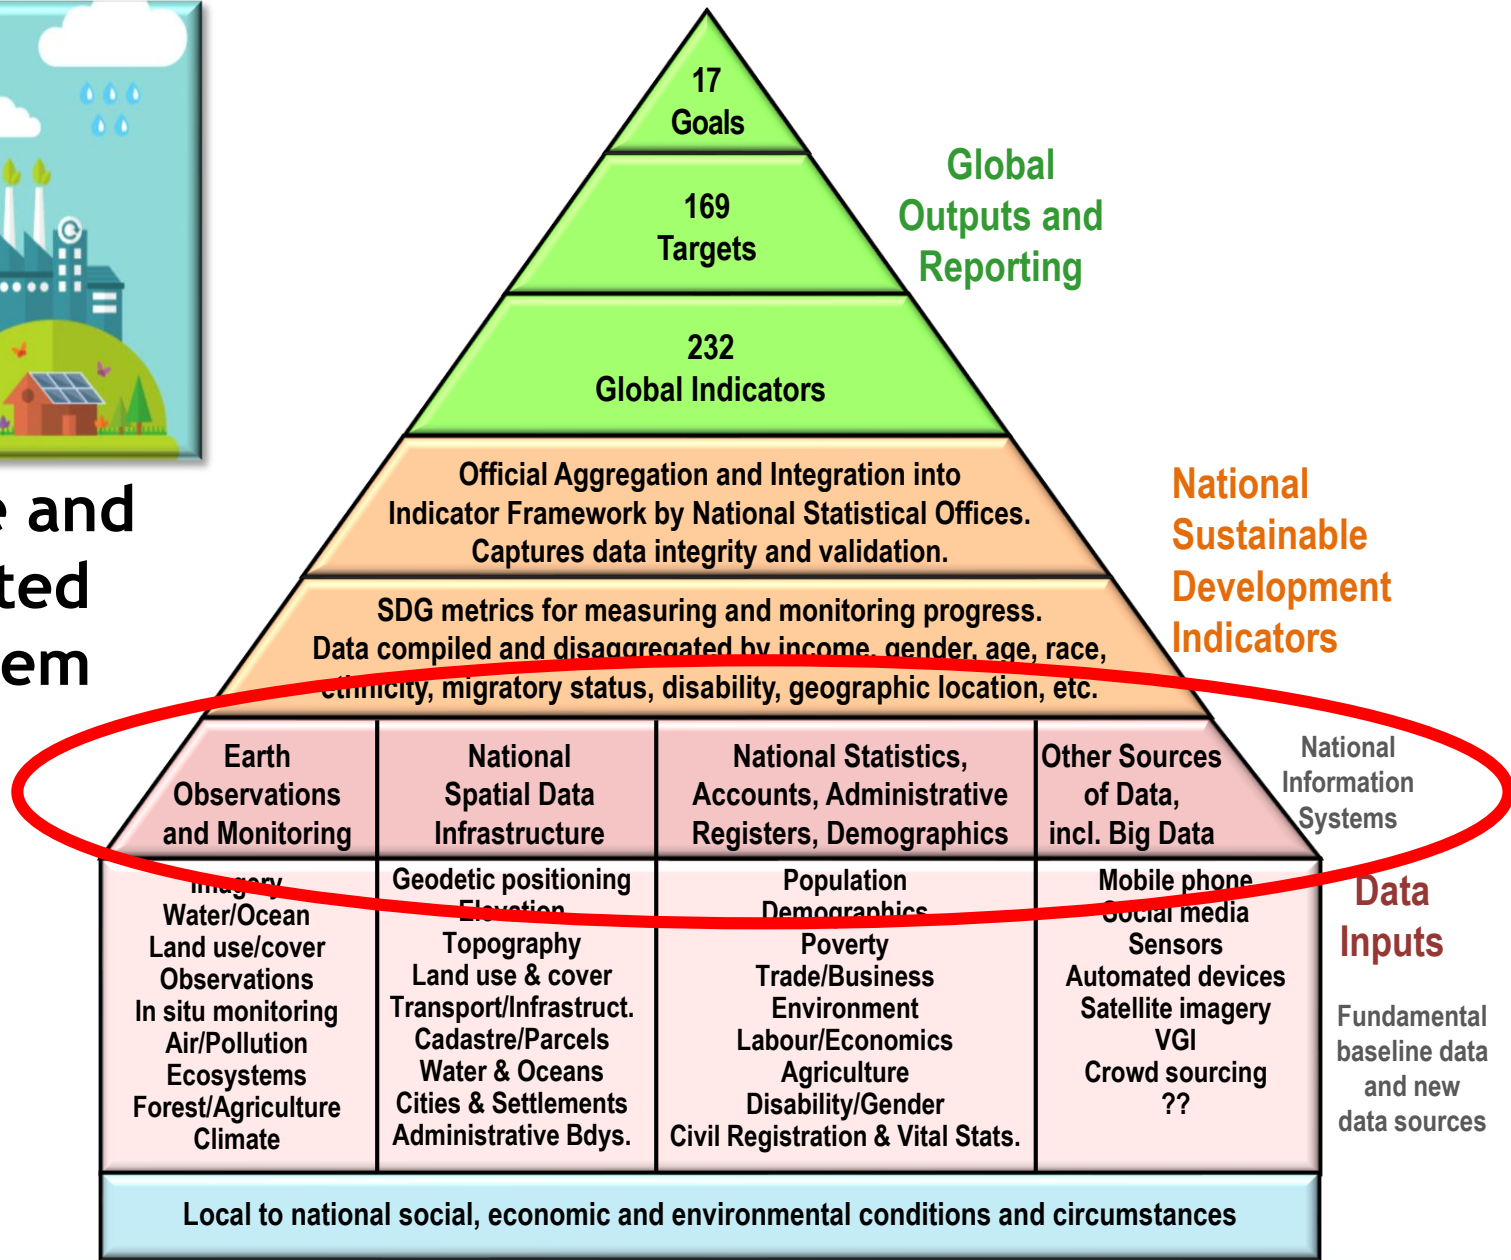 17
Goals
169
Targets
232
Global Indicators
Global
Outputs and
Reporting
Official Aggregation and Integration into
Indicator Framework by National Statistical Offices.
Captures data integrity and validation.
SDG metrics for measuring and monitoring progress.
Data compiled and disaggregated by income, gender, age, race,
ethnicity, migratory status, disability, geographic location, etc.
National
Sustainable
Development
Indicators
and
Earth
Observations
and Monitoring
National
Spatial Data
Infrastructure
National Statistics,
Accounts, Administrative
Registers, Demographics
Other Sources
of Data,
incl. Big Data
National
Information
Systems
Imagery
Water/Ocean
Land use/cover
Observations
In situ monitoring
Air/Pollution
Ecosystems
Forest/Agriculture
Climate
Geodetic positioning
Elevation
Topography
Land use & cover
Transport/Infrastruct.
Cadastre/Parcels
Water & Oceans
Cities & Settlements
Administrative Bdys.
Population
Demographics
Poverty
Trade/Business
Environment
Labour/Economics
Agriculture
Disability/Gender
Civil Registration & Vital Stats.
Mobile phone
Social media
Sensors
Automated devices
Satellite imagery
VGI
Crowd sourcing
??
Data
Inputs
Fundamental
baseline data
and new
data sources
Local to national social, economic and environmental conditions and circumstances